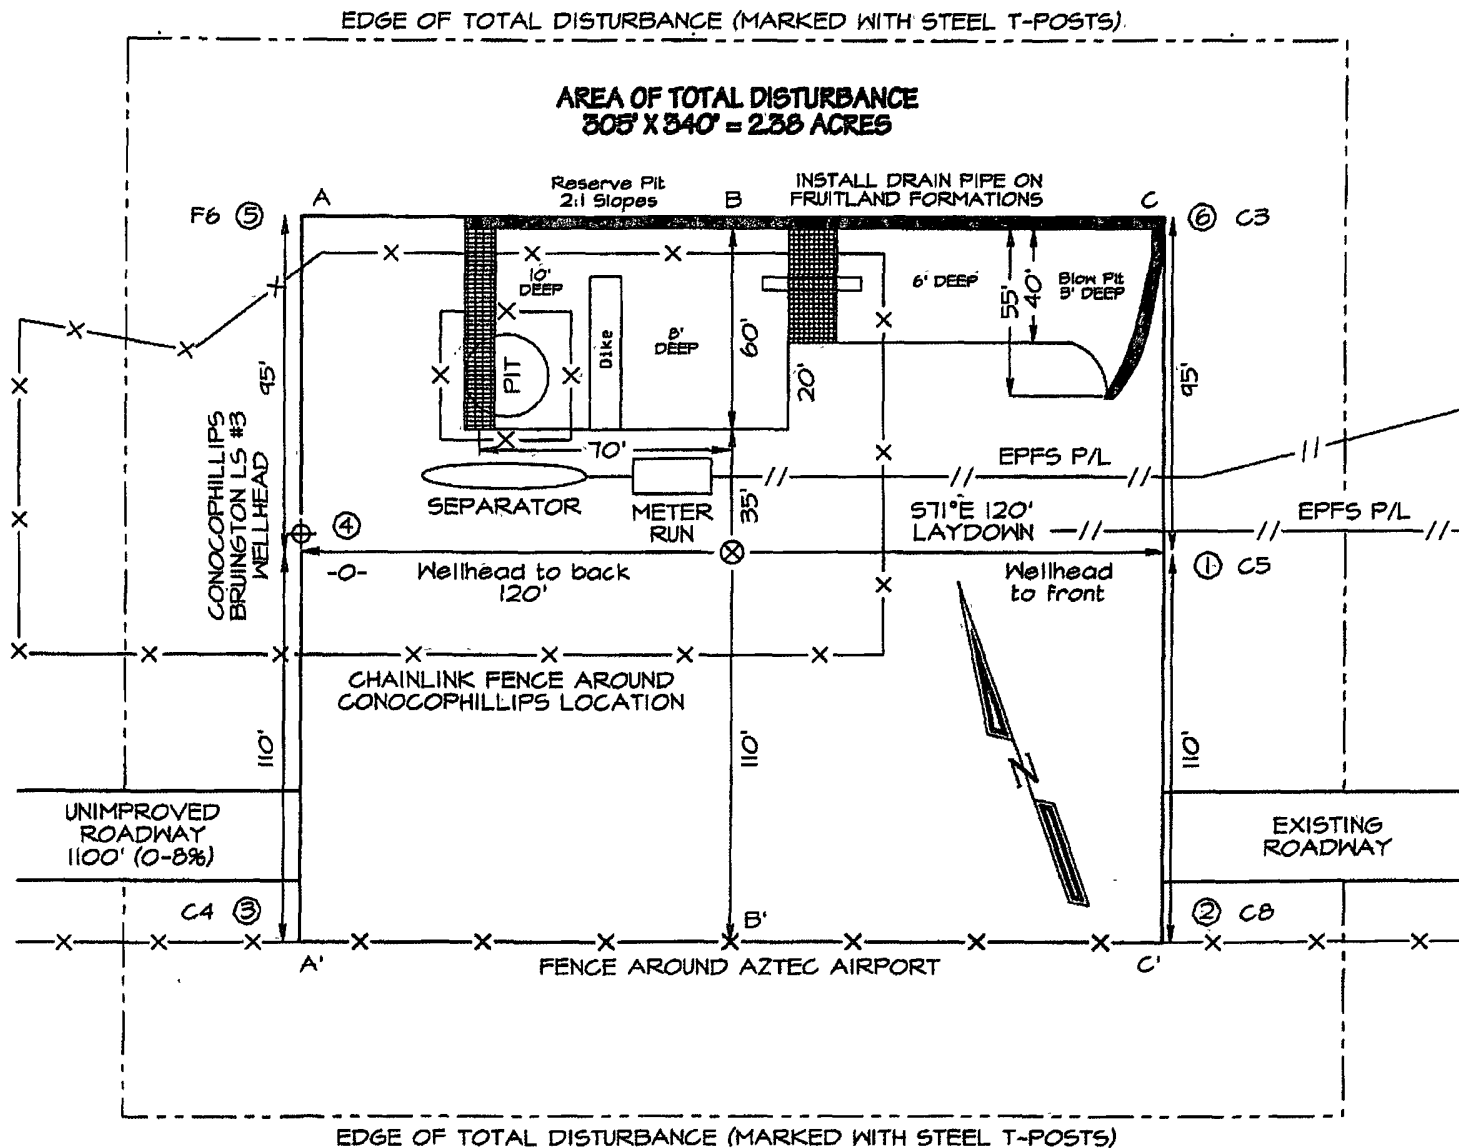 EDGE OF TOTAL DISTURBANCE (MARKED WITH STEEL T-POSTS)
AREA OF TOTAL DISTURBANCE
305' X 340' = 2.38 ACRES
A
Reserve Pit
2:1 Slopes
B
INSTALL DRAIN PIPE ON
FRUITLAND FORMATIONS
C
F6 ⑤
⑥ C3
10'
DEEP
6' DEEP
Blow Pit
3' DEEP
55'
40'
60'
8'
DEEP
Dike
PIT
20'
95'
95'
70'
CONOCOPHILLIPS
BRUINGTON LS #3
WELLHEAD
EPFS P/L
SEPARATOR
METER
RUN
35'
S71°E 120'
LAYDOWN
EPFS P/L
④
-0-
Wellhead to back
120'
Wellhead
to front
① C5
CHAINLINK FENCE AROUND
CONOCOPHILLIPS LOCATION
110'
110'
110'
N
UNIMPROVED
ROADWAY
1100' (0-8%)
EXISTING
ROADWAY
C4 ③
B'
② C8
A'
FENCE AROUND AZTEC AIRPORT
C'
EDGE OF TOTAL DISTURBANCE (MARKED WITH STEEL T-POSTS)